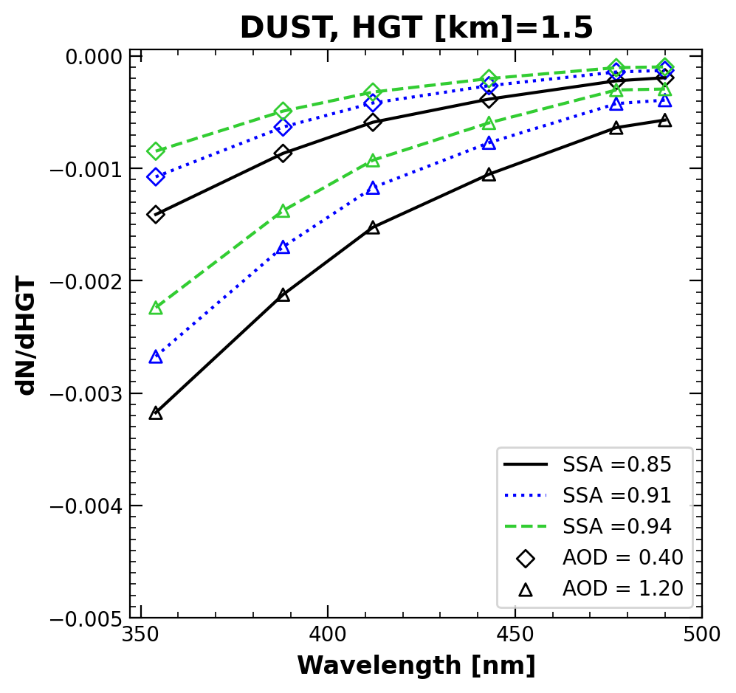 DUST, HGT [km]=1.5
0.000
−0.001
−0.002
−0.003
−0.004
−0.005
dN/dHGT
SSA =0.85
SSA =0.91
SSA =0.94
AOD = 0.40
AOD = 1.20
350
400
450
500
Wavelength [nm]